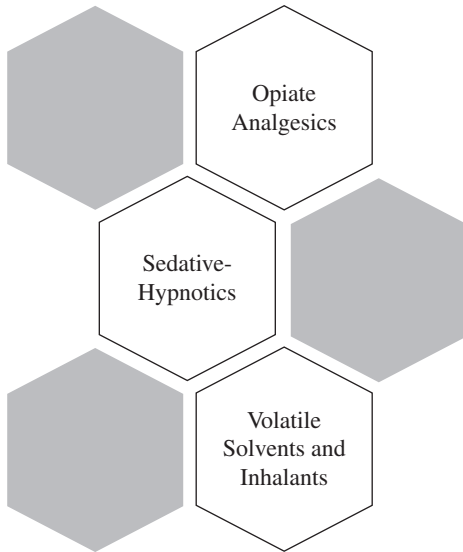 Opiate
Analgesics
Sedative-
Hypnotics
Volatile
Solvents and
Inhalants